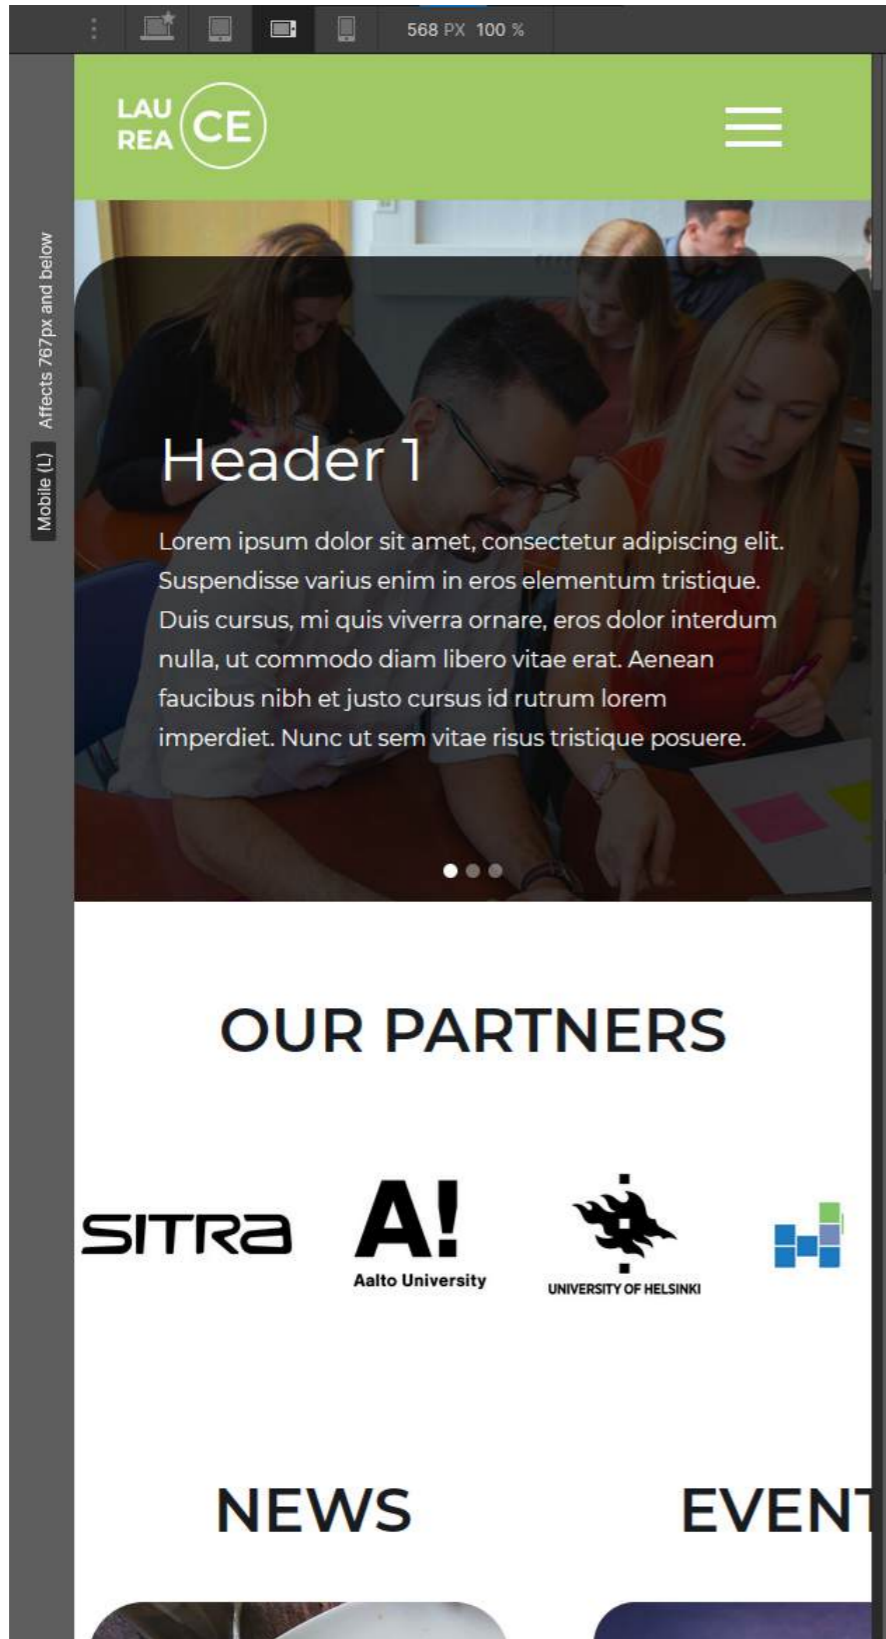 568 PX 100 %
Affects 767px and below
Mobile (L)
LAU
REA
CE
Header 1
Lorem ipsum dolor sit amet, consectetur adipiscing elit.
Suspendisse varius enim in eros elementum tristique.
Duis cursus, mi quis viverra ornare, eros dolor interdum
nulla, ut commodo diam libero vitae erat. Aenean
faucibus nibh et justo cursus id rutrum lorem
imperdiet. Nunc ut sem vitae risus tristique posuere.
OUR PARTNERS
SITRA
A!
Aalto University
UNIVERSITY OF HELSINKI
NEWS
EVENT